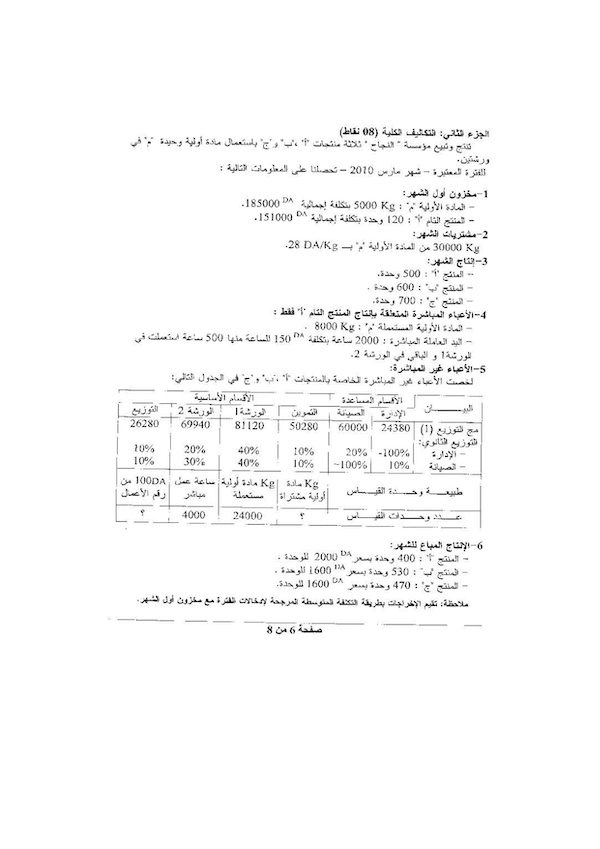 الجزء الثاني: التكاليف الكلية (08 نقاط)
تنتج وتبيع مؤسسة " النجاح " ثلاثة منتجات "أ" ،"ب" و"ج" باستعمال مادة أولية وحيدة "م" في
ورشتين.
للفترة المعتبرة – شهر مارس 2010 – تحصلنا على المعلومات التالية :
1-مخزون أول الشهر:
– المادة الأولية "م" : 5000 Kg بتكلفة إجمالية 185000 DA.
– المنتج التام "أ" : 120 وحدة بتكلفة إجمالية 151000 DA
2-مشتريات الشهر:
30000 Kg من المادة الأولية "م" بـــ 28 DA/Kg.
3-إنتاج الشهر:
– المنتج "أ" : 500 وحدة.
– المنتج "ب" : 600 وحدة .
– المنتج "ج" : 700 وحدة.
4-الأعباء المباشرة المتعلقة بإنتاج المنتج التام "أ" فقط :
– المادة الأولية المستعملة "م" : 8000 Kg .
– اليد العاملة المباشرة : 2000 ساعة بتكلفة 150 DA للساعة منها 500 ساعة استعملت في
الورشة1 و الباقي في الورشة 2.
5-الأعباء غير المباشرة:
لخصت الأعباء غير المباشرة الخاصة بالمنتجات "أ" ،"ب" و"ج" في الجدول التالي:
البيـــــــان الأقسام المساعدة الأقسام الأساسية
الإدارة الصيانة التموين الورشة1 الورشة 2 التوزيع
مج التوزيع (1) 24380 60000 50280 81120 69940 26280
التوزيع الثانوي:
– الإدارة 100%- 20% 10% 40% 20% 10%
– الصيانة 10% 100%- 10% 40% 30% 10%
طبيعـــة وحـــدة القيـــاس Kg مادة أولية مشتراة Kg مادة أولية مستعملة ساعة عمل مباشر 100DA من رقم الأعمال
عـــدد وحـدات القيـــاس ؟ 24000 4000 ؟
6-الإنتاج المباع للشهر:
– المنتج "أ" : 400 وحدة بسعر 2000 DA للوحدة .
– المنتج "ب" : 530 وحدة بسعر 1600 DA للوحدة .
– المنتج "ج" : 470 وحدة بسعر 1600 DA للوحدة.
ملاحظة: تقيم الإخراجات بطريقة التكلفة المتوسطة المرجحة لإدخالات الفترة مع مخزون أول الشهر.
صفحة 6 من 8